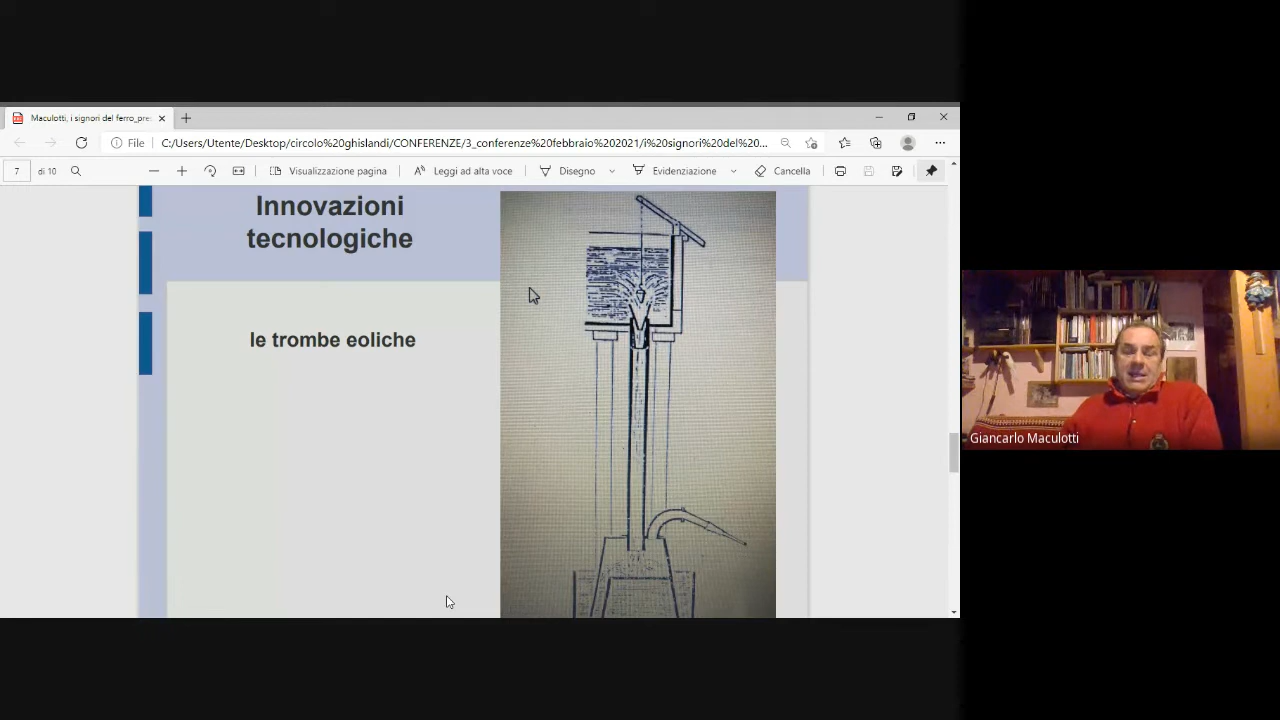 Maculotti, i signori del ferro_pre
File
C:/Users/Utente/Desktop/circolo%20ghislandi/CONFERENZE/3_conferenze%20febbraio%202021/i%20signori%20del%20...
7
di 10
Visualizzazione pagina
Leggi ad alta voce
Disegno
Evidenziazione
Cancella
Innovazioni
tecnologiche
le trombe eoliche
Giancarlo Maculotti